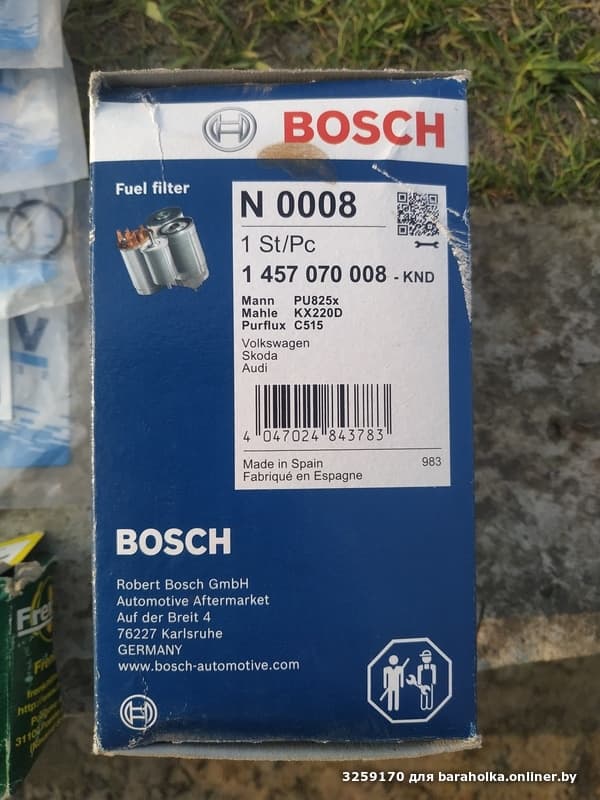 BOSCH
Fuel filter
N 0008
1 St/Pc
1 457 070 008 - KND
Mann PU825x
Mahle KX220D
Purflux C515
Volkswagen
Skoda
Audi
4 047024 843783
Made in Spain 983
Fabriqué en Espagne
BOSCH
Robert Bosch GmbH
Automotive Aftermarket
Auf der Breit 4
76227 Karlsruhe
GERMANY
www.bosch-automotive.com
3259170 для baraholka.onliner.by